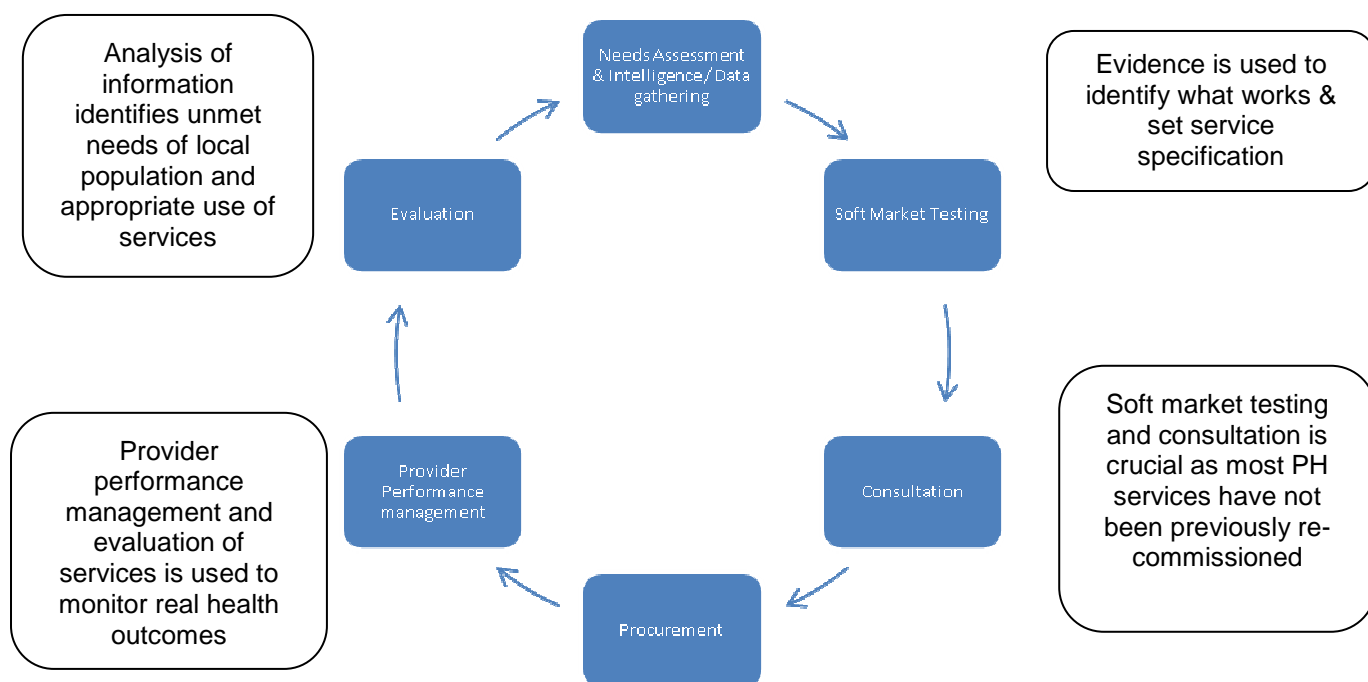 Analysis of
information
identifies unmet
needs of local
population and
appropriate use of
services
Needs Assessment
& Intelligence/Data
gathering
Evidence is used to
identify what works &
set service
specification
Evaluation
Soft Market Testing
Provider
performance
management and
evaluation of
services is used to
monitor real health
outcomes
Provider
Performance
management
Consultation
Soft market testing
and consultation is
crucial as most PH
services have not
been previously re-
commissioned
Procurement